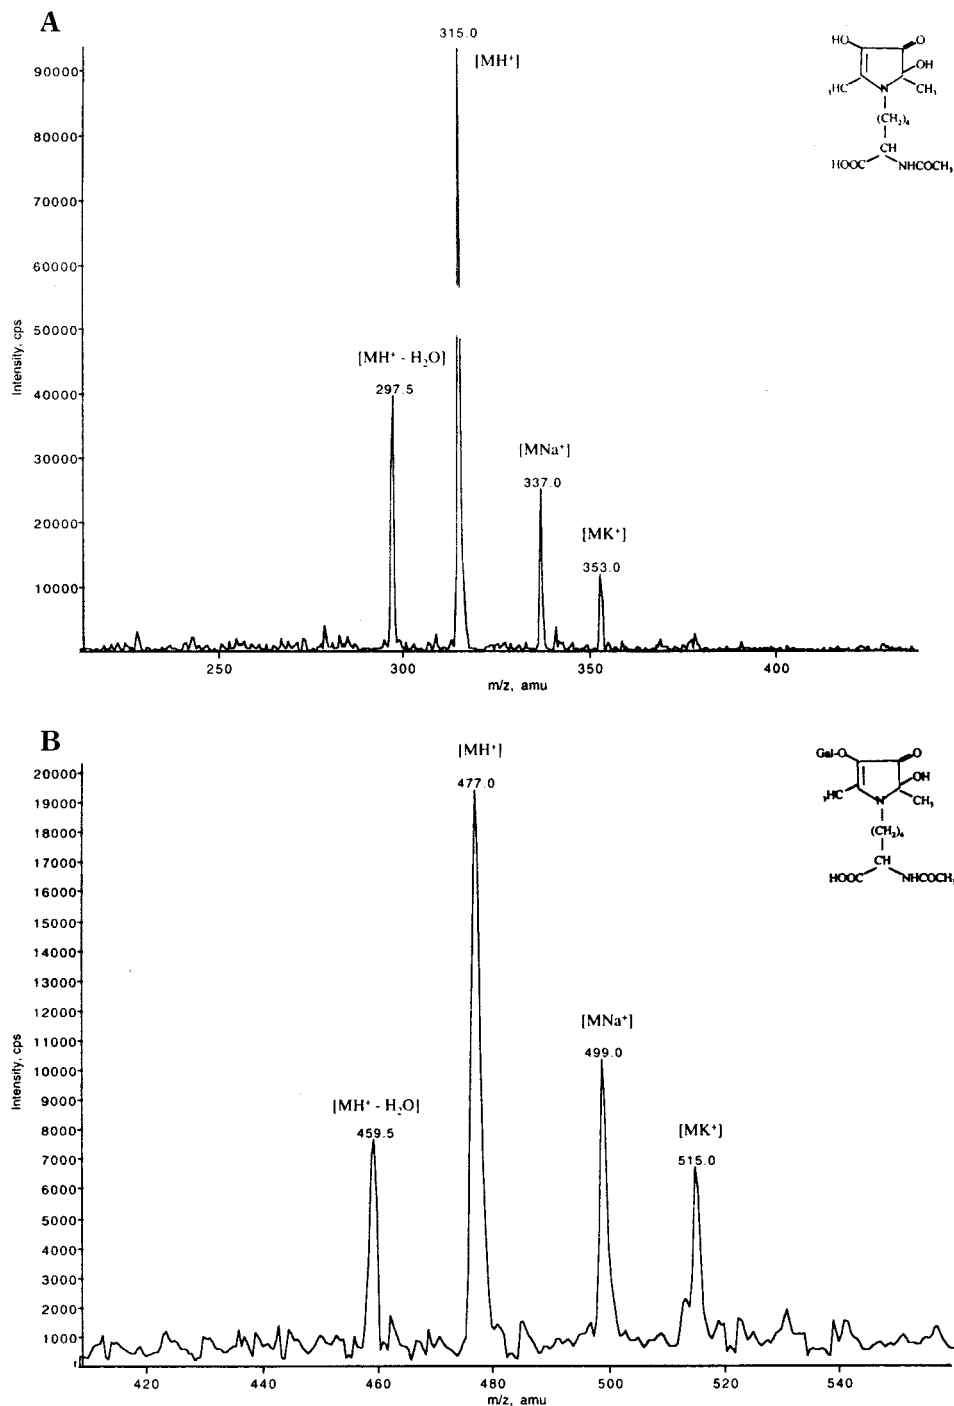 A
315.0
[MH⁺]
90000
80000
70000
60000
50000
40000
30000
20000
10000
Intensity, cps
[MH⁺ - H₂O]
297.5
[MNa⁺]
337.0
[MK⁺]
353.0
250
300
350
400
m/z, amu
HO
O
OH
₃HC
N
CH₃
(CH₂)₄
CH
HOOC
NHCOCH₃
B
[MH⁺]
477.0
20000
19000
18000
17000
16000
15000
14000
13000
12000
11000
10000
9000
8000
7000
6000
5000
4000
3000
2000
1000
Intensity, cps
[MH⁺ - H₂O]
459.5
[MNa⁺]
499.0
[MK⁺]
515.0
420
440
460
480
500
520
540
m/z, amu
Gal-O
O
OH
₃HC
N
CH₃
(CH₂)₄
CH
HOOC
NHCOCH₃